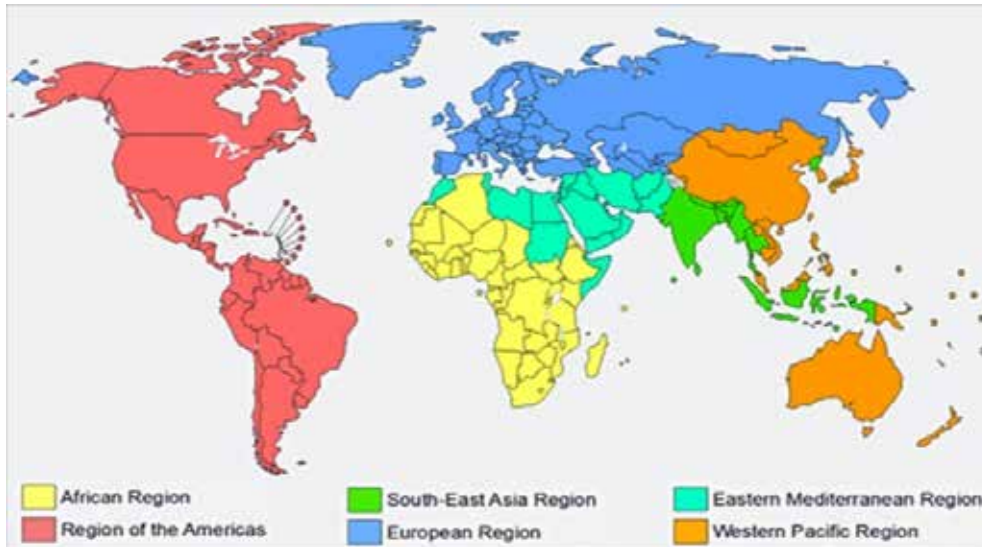 African Region
South-East Asia Region
Eastern Mediterranean Region
Region of the Americas
European Region
Western Pacific Region